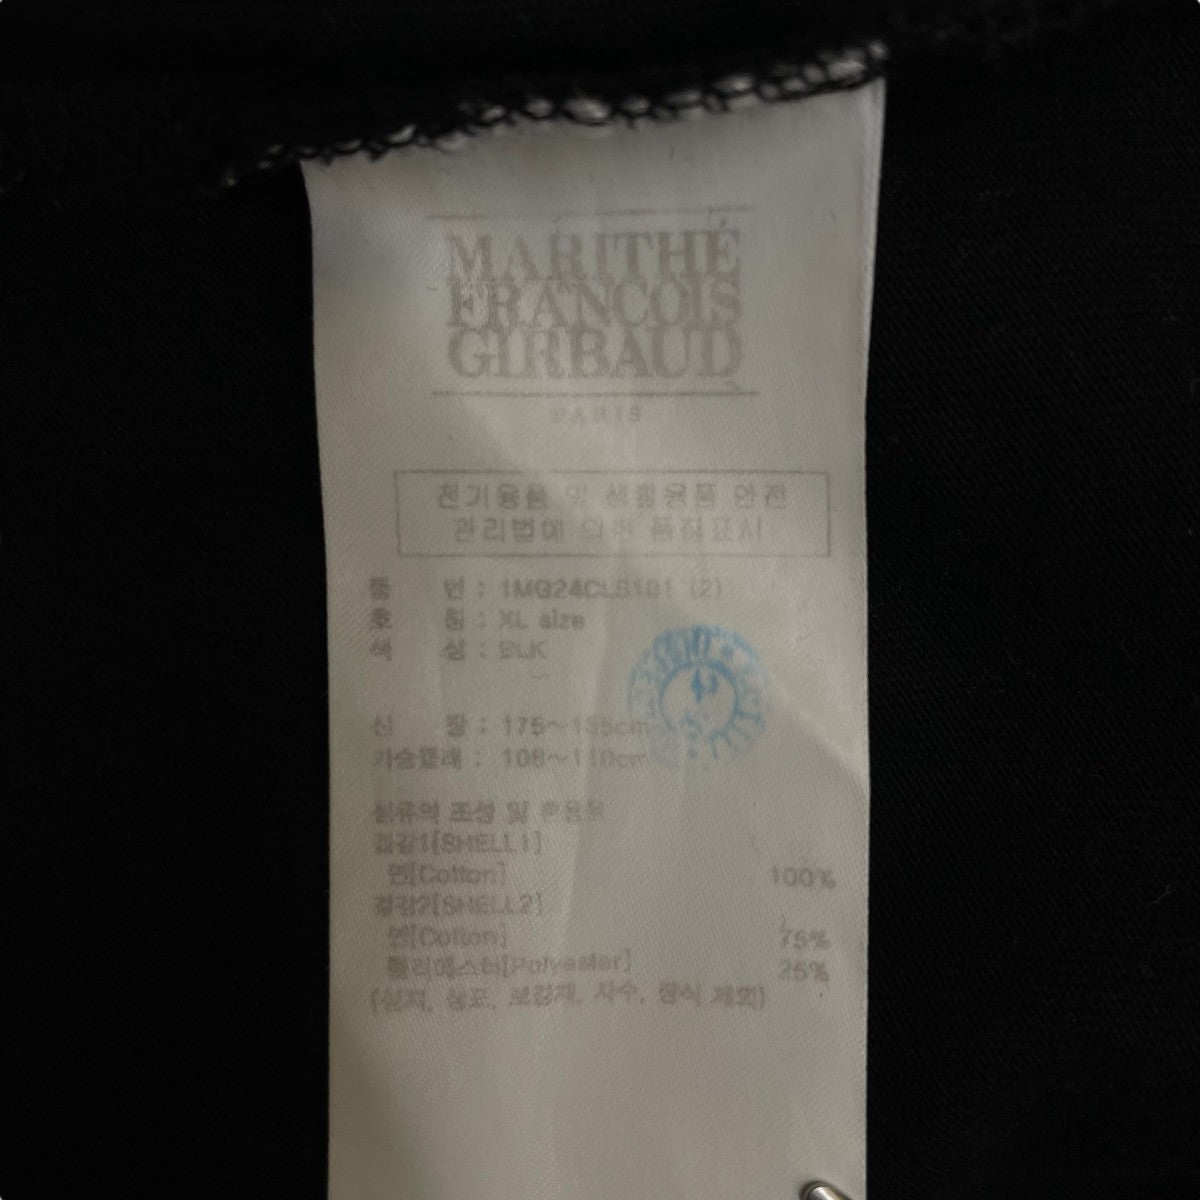 MARITHÉ
FRANCOIS
GIRBAUD
PARIS
전기용품 및 생활용품 안전
관리법에 의한 품질표시
품 번 : 1MG24CLS101 (2)
호 칭 : XL size
색 상 : BLK
신 장 : 175~185cm
가슴둘레 : 108~110cm
섬유의 조성 및 혼용율
겉감1[SHELL1]
면[Cotton] 100%
겉감2[SHELL2]
면[Cotton] 75%
폴리에스터[Polyester] 25%
(심지, 상표, 보강재, 자수, 장식 제외)